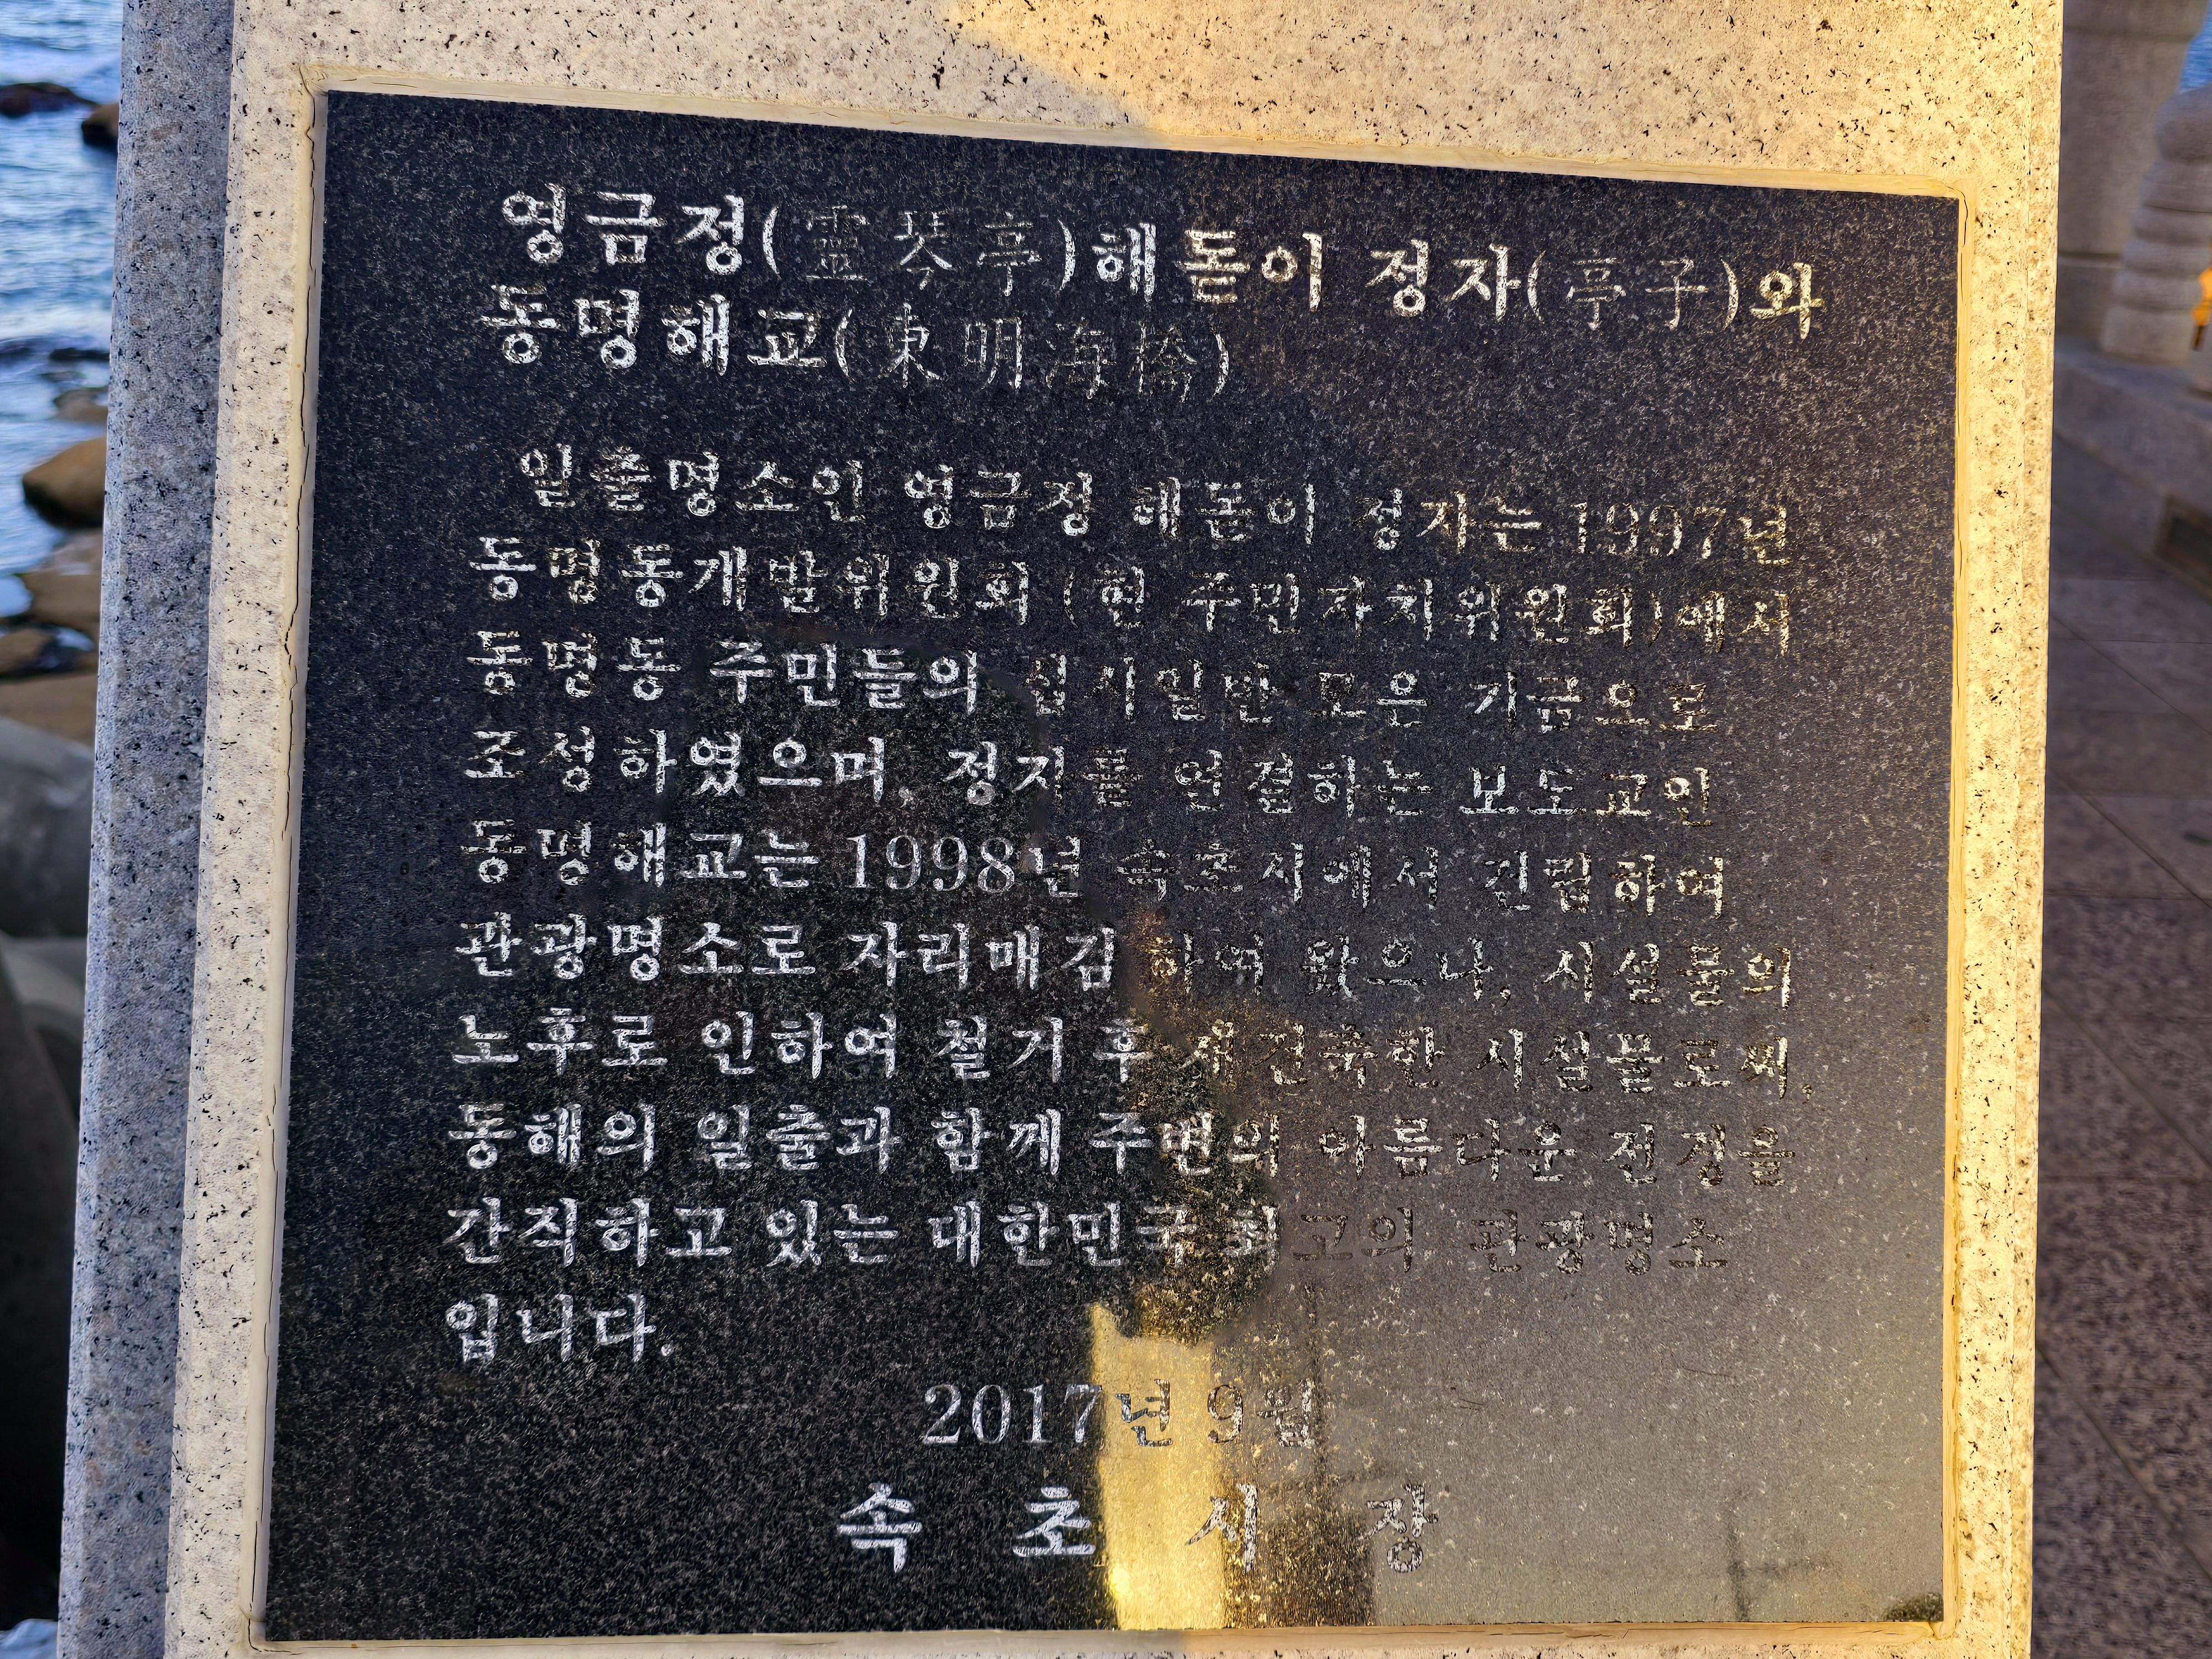 영금정(靈琴亭)해돋이 정자(亭子)와
동명해교(東明海橋)
일출명소인 영금정 해돋이 정자는 1997년
동명동개발위원회 (현 주민자치위원회)에서
동명동 주민들의 십시일반 모은 기금으로
조성하였으며, 정자를 연결하는 보도교인
동명해교는 1998년 속초시에서 건립하여
관광명소로 자리매김 하여 왔으나, 시설물의
노후로 인하여 철거 후 재건축한 시설물로써,
동해의 일출과 함께 주변의 아름다운 전경을
간직하고 있는 대한민국 최고의 관광명소
입니다.
2017년 9월
속 초 시 장